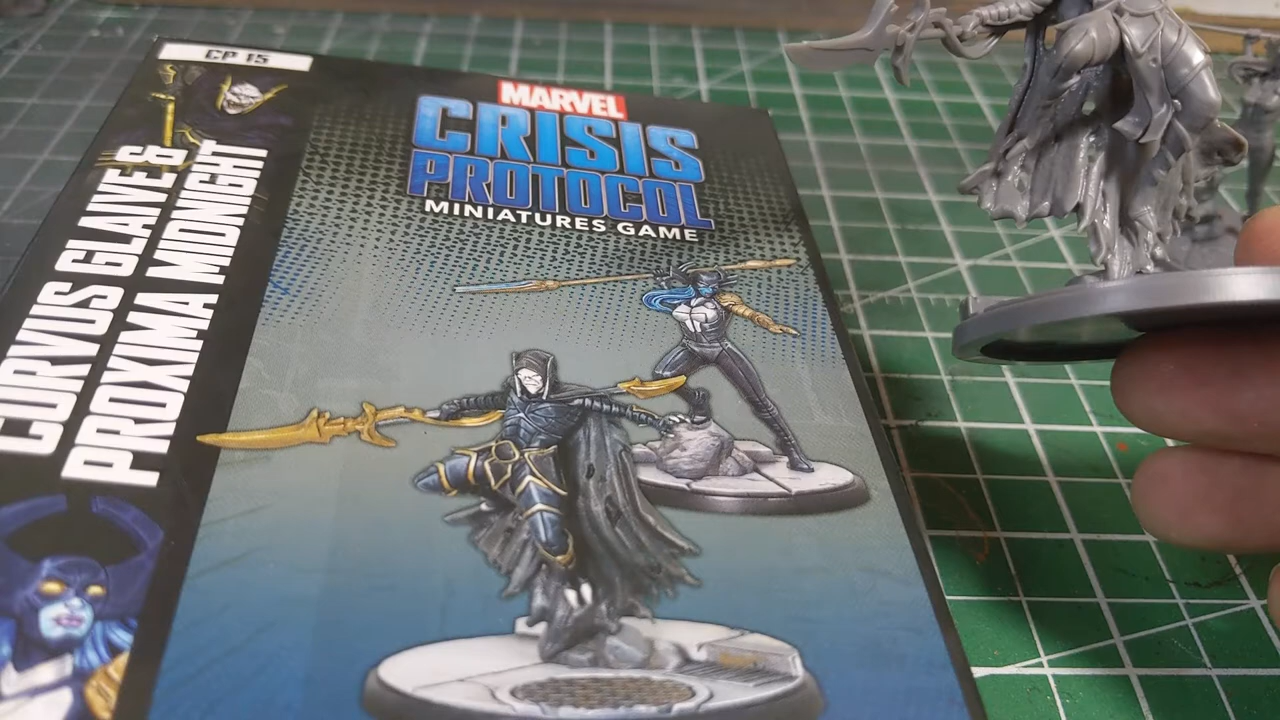 CP 15
CORVUS GLAIVE &
PROXIMA MIDNIGHT
MARVEL
CRISIS
PROTOCOL
MINIATURES GAME